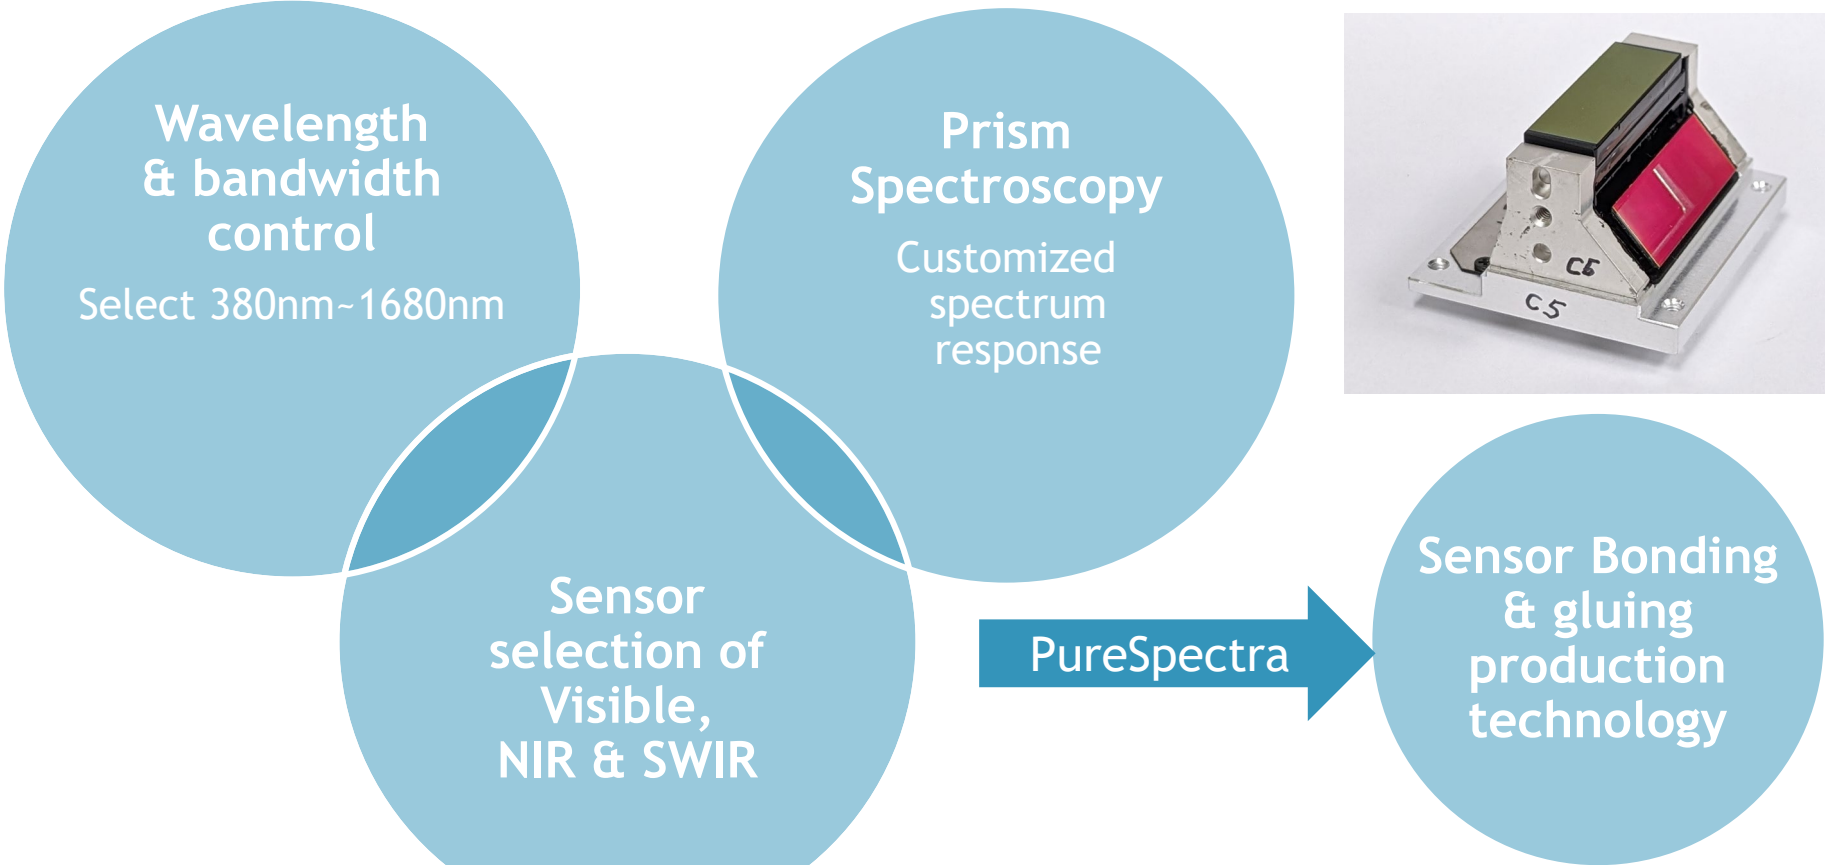 Wavelength
& bandwidth
control
Select 380nm~1680nm
Prism
Spectroscopy
Customized
spectrum
response
C5
C5
Sensor
selection of
Visible,
NIR & SWIR
PureSpectra
Sensor Bonding
& gluing
production
technology